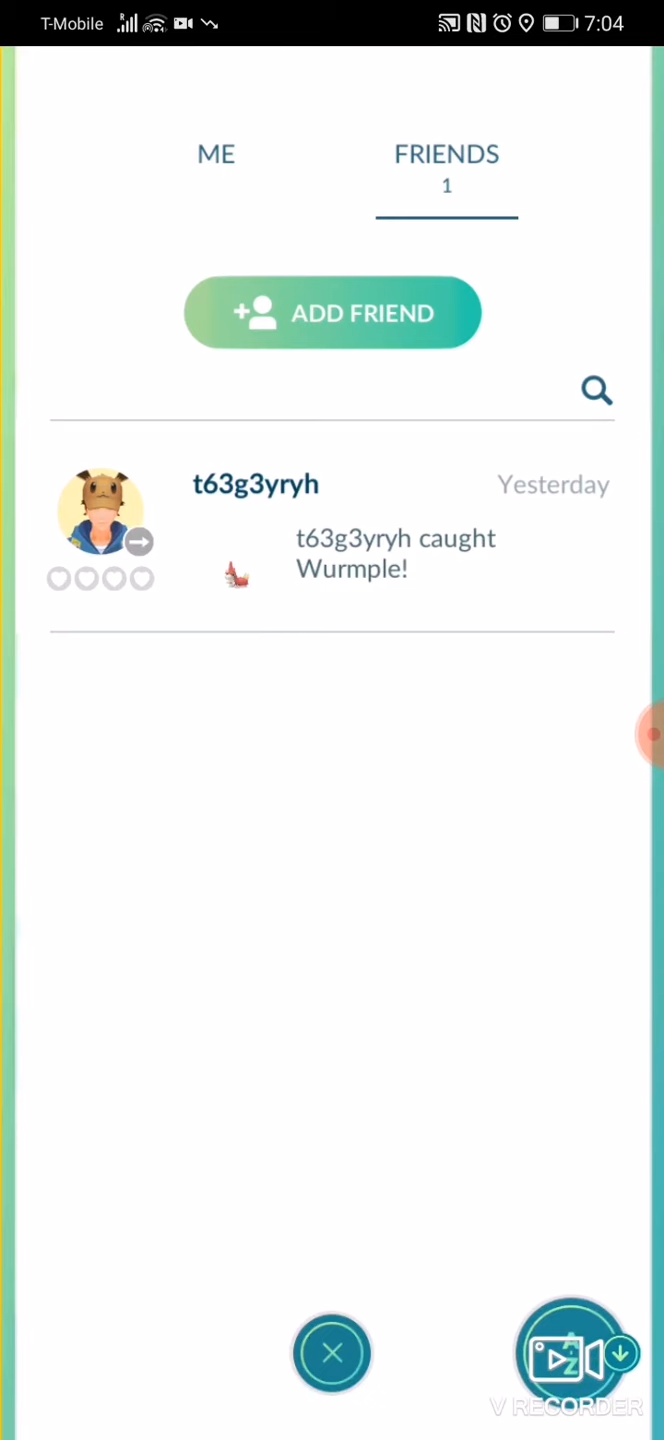 T-Mobile 7:04
ME
FRIENDS
1
ADD FRIEND
t63g3yryh
Yesterday
t63g3yryh caught
Wurmple!
A
Z
V RECORDER